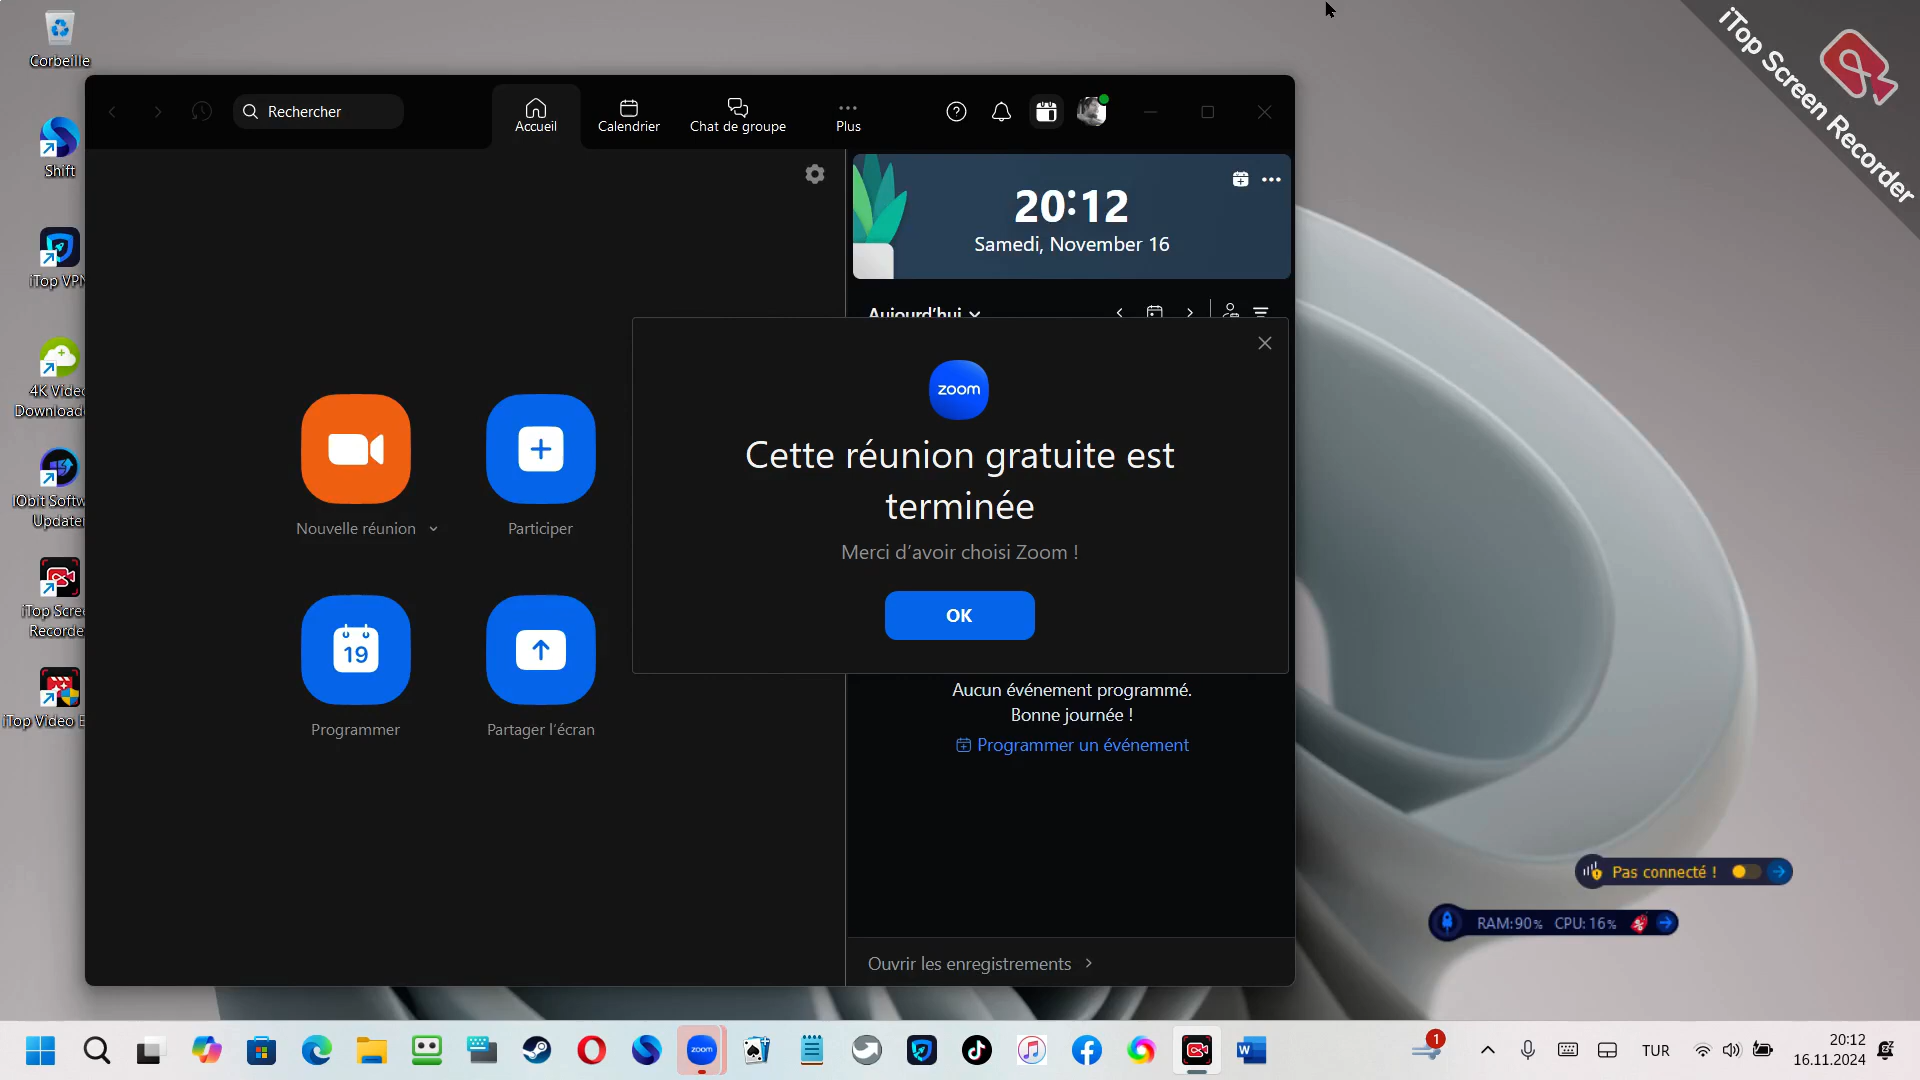 Corbeille
Shift
iTop VPN
4K Video
Downloade
IObit Softw
Updater
iTop Scree
Recorde
iTop Video E
Rechercher
Accueil
Calendrier
Chat de groupe
Plus
20:12
Samedi, November 16
Aujourd'hui
zoom
Cette réunion gratuite est
terminée
Merci d'avoir choisi Zoom !
OK
Nouvelle réunion
Participer
19
Programmer
Partager l'écran
Aucun événement programmé.
Bonne journée !
Programmer un événement
Ouvrir les enregistrements
iTop Screen Recorder
Pas connecté !
RAM:90% CPU: 16%
zoom
W
1
TUR
20:12
16.11.2024